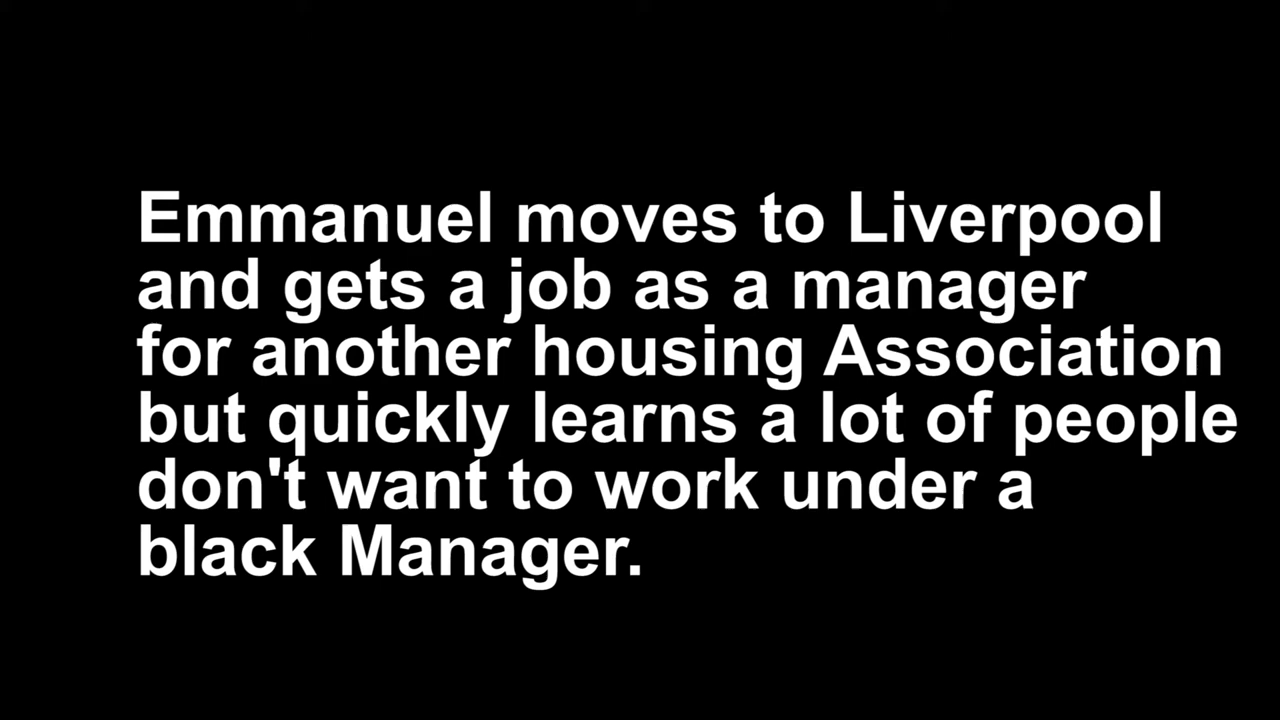 Emmanuel moves to Liverpool
and gets a job as a manager
for another housing Association
but quickly learns a lot of people
don't want to work under a
black Manager.